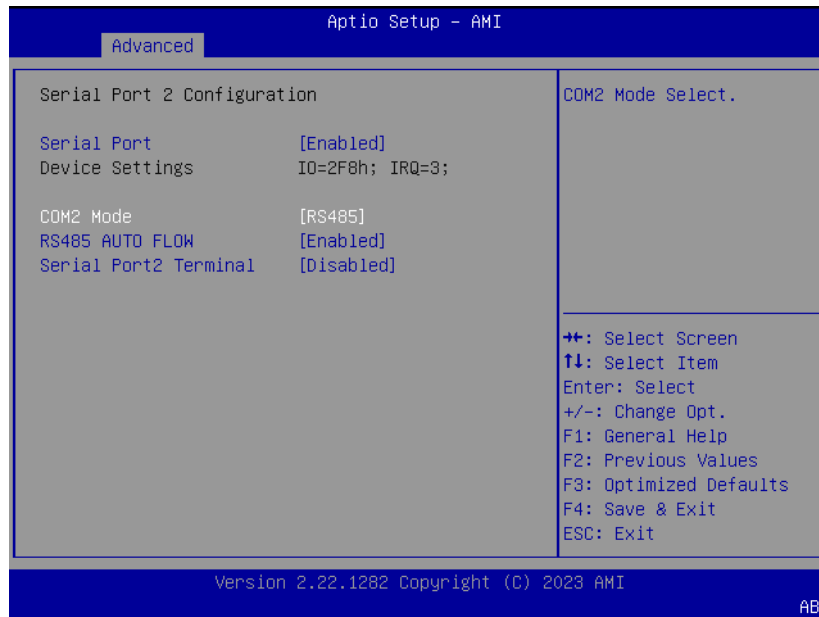 Aptio Setup – AMI
Advanced
Serial Port 2 Configuration
Serial Port [Enabled]
Device Settings IO=2F8h; IRQ=3;
COM2 Mode [RS485]
RS485 AUTO FLOW [Enabled]
Serial Port2 Terminal [Disabled]
COM2 Mode Select.
→←: Select Screen
↑↓: Select Item
Enter: Select
+/-: Change Opt.
F1: General Help
F2: Previous Values
F3: Optimized Defaults
F4: Save & Exit
ESC: Exit
Version 2.22.1282 Copyright (C) 2023 AMI
AB